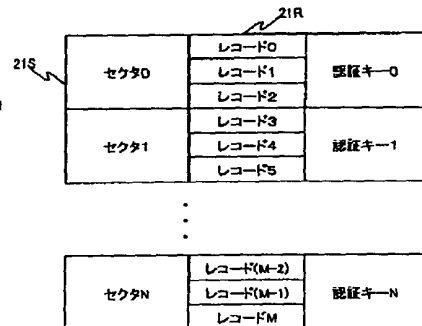 21R
21S
セクタ0
レコード0
レコード1
レコード2
認証キー0
セクタ1
レコード3
レコード4
レコード5
認証キー1
セクタN
レコード(M-2)
レコード(M-1)
レコードM
認証キーN